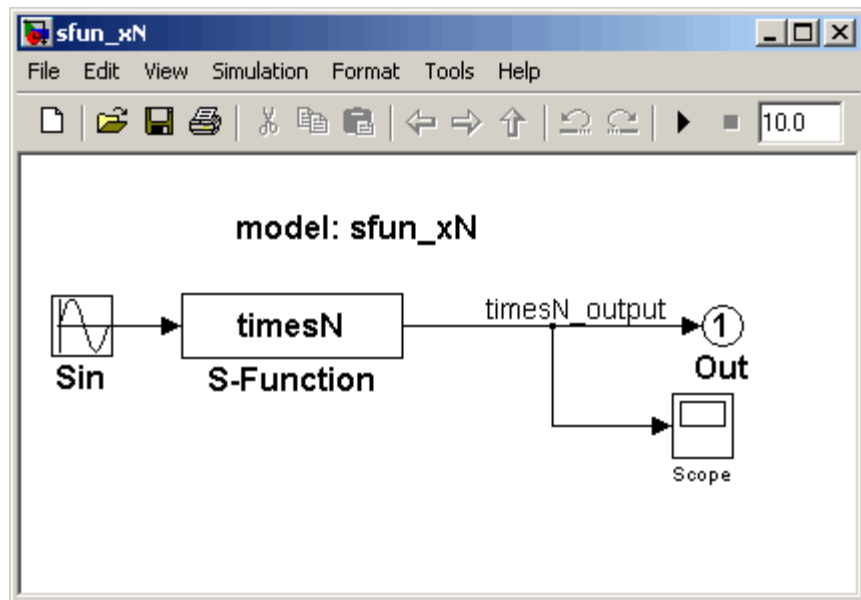 sfun_xN
File Edit View Simulation Format Tools Help
10.0
model: sfun_xN
timesN
timesN_output
1
Sin
S-Function
Out
Scope